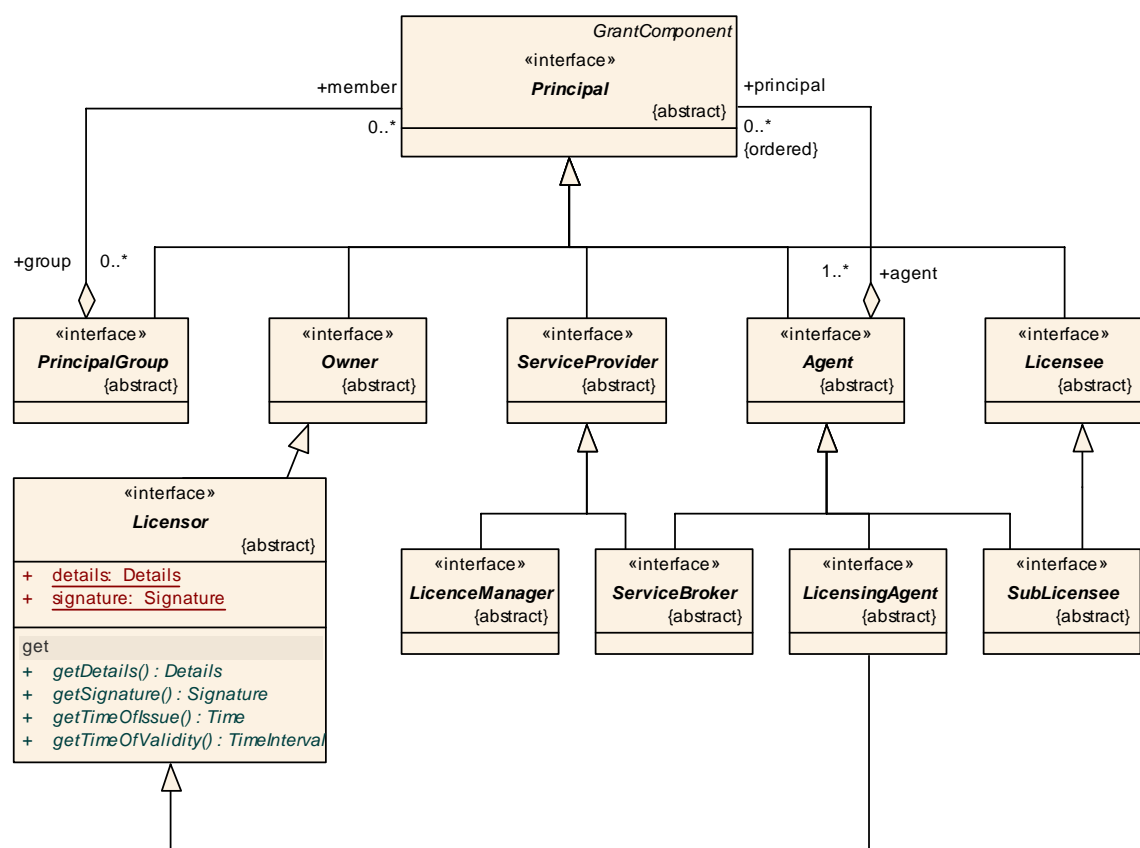 GrantComponent
«interface»
Principal
{abstract}
+member
0..*
+principal
0..*
{ordered}
+group
0..*
1..*
+agent
«interface»
PrincipalGroup
{abstract}
«interface»
Owner
{abstract}
«interface»
ServiceProvider
{abstract}
«interface»
Agent
{abstract}
«interface»
Licensee
{abstract}
«interface»
Licensor
{abstract}
+ details: Details
+ signature: Signature
get
+ getDetails() : Details
+ getSignature() : Signature
+ getTimeOfIssue() : Time
+ getTimeOfValidity() : TimeInterval
«interface»
LicenceManager
{abstract}
«interface»
ServiceBroker
{abstract}
«interface»
LicensingAgent
{abstract}
«interface»
SubLicensee
{abstract}